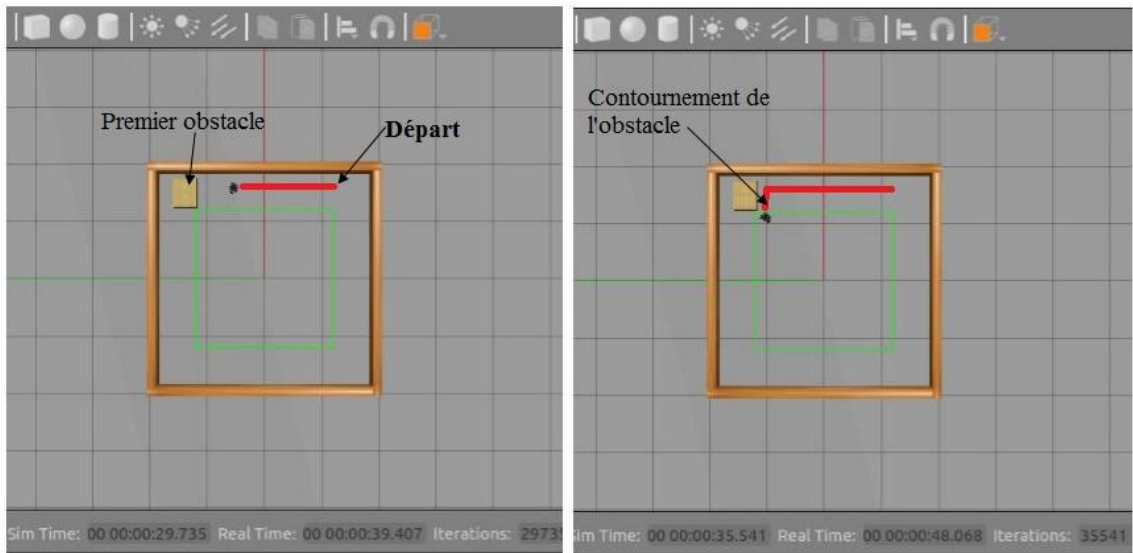 Premier obstacle
Départ
Sim Time: 00 00:00:29.735 Real Time: 00 00:00:39.407 Iterations: 29735
Contournement de
l'obstacle
Sim Time: 00 00:00:35.541 Real Time: 00 00:00:48.068 Iterations: 35541